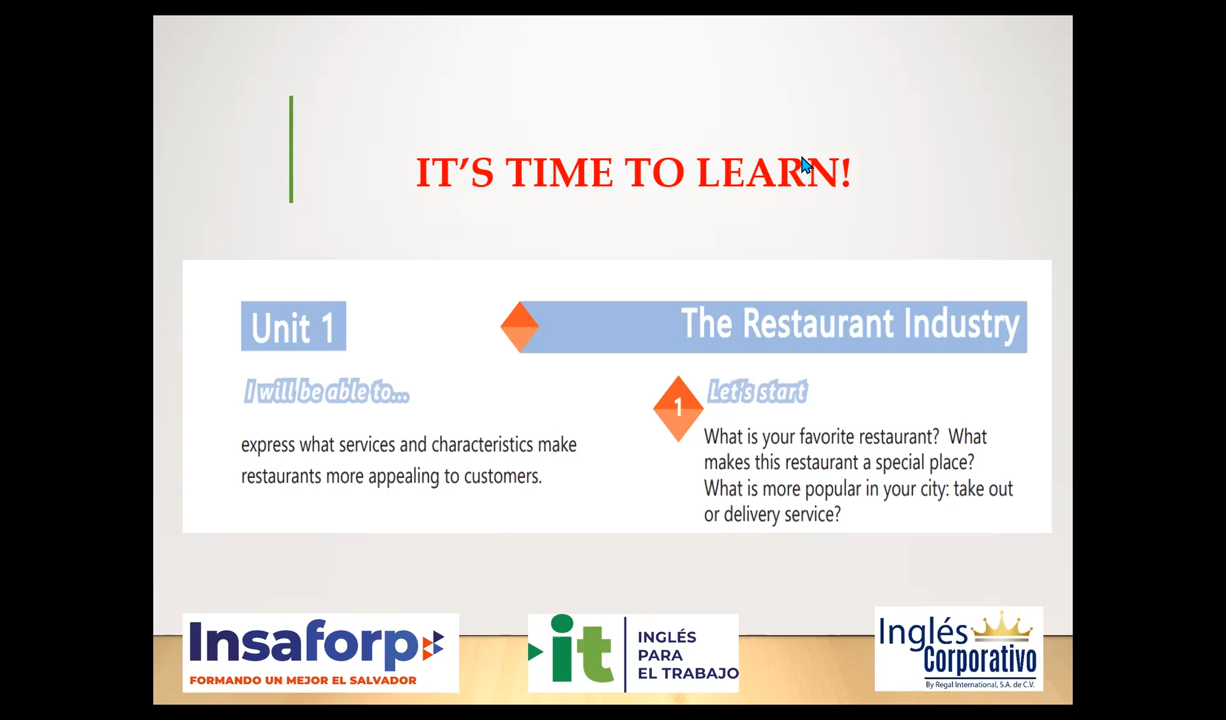 IT’S TIME TO LEARN!
Unit 1
The Restaurant Industry
I will be able to...
express what services and characteristics make
restaurants more appealing to customers.
1
Let's start
What is your favorite restaurant? What
makes this restaurant a special place?
What is more popular in your city: take out
or delivery service?
Insaforp
FORMANDO UN MEJOR EL SALVADOR
it
INGLÉS
PARA
EL TRABAJO
Inglés
Corporativo
By Regal International, S.A. de C.V.